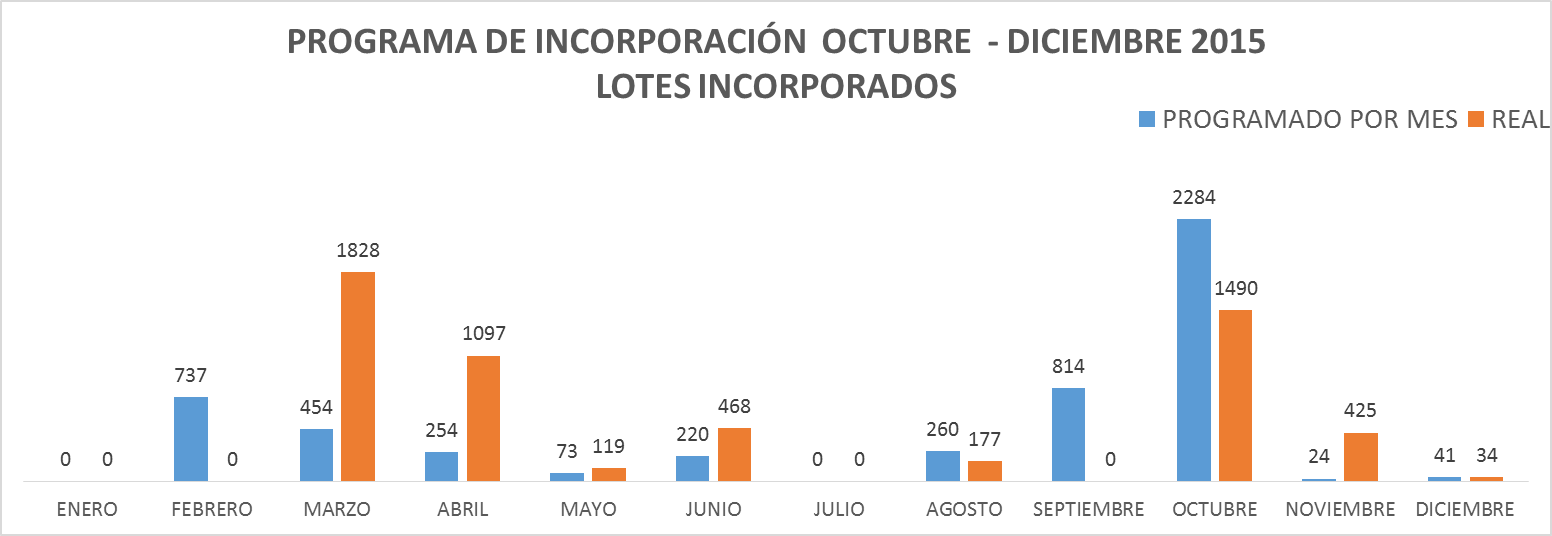 PROGRAMA DE INCORPORACIÓN OCTUBRE - DICIEMBRE 2015
LOTES INCORPORADOS
PROGRAMADO POR MES REAL
0 0 737 0 454 1828 254 1097 73 119 220 468 0 0 260 177 814 0 2284 1490 24 425 41 34
ENERO FEBRERO MARZO ABRIL MAYO JUNIO JULIO AGOSTO SEPTIEMBRE OCTUBRE NOVIEMBRE DICIEMBRE